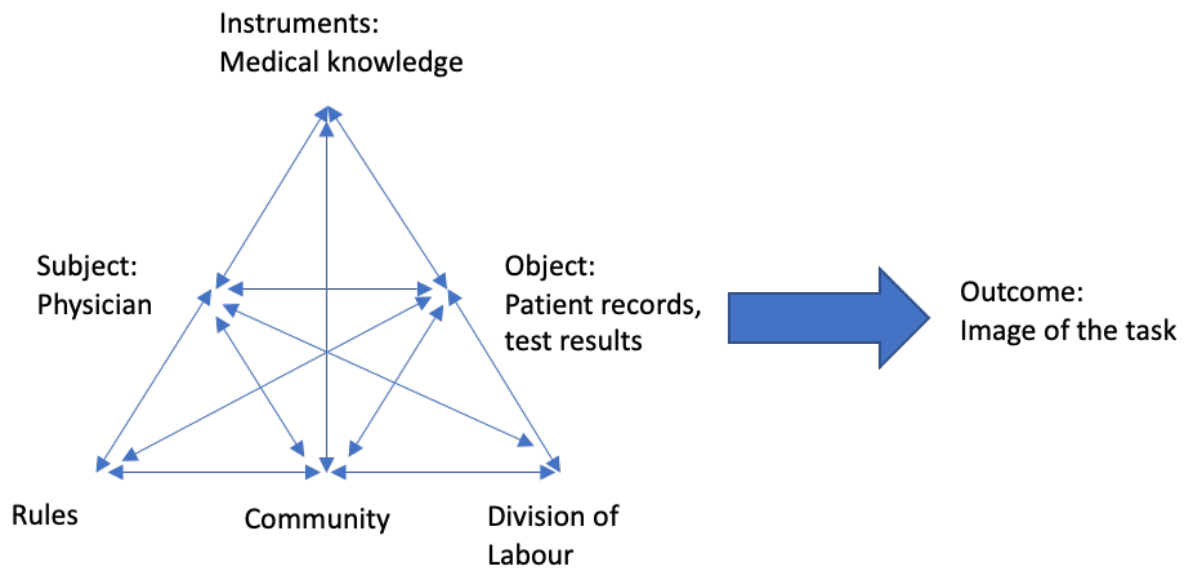 Instruments:
Medical knowledge
Subject:
Physician
Object:
Patient records,
test results
Outcome:
Image of the task
Rules
Community
Division of
Labour